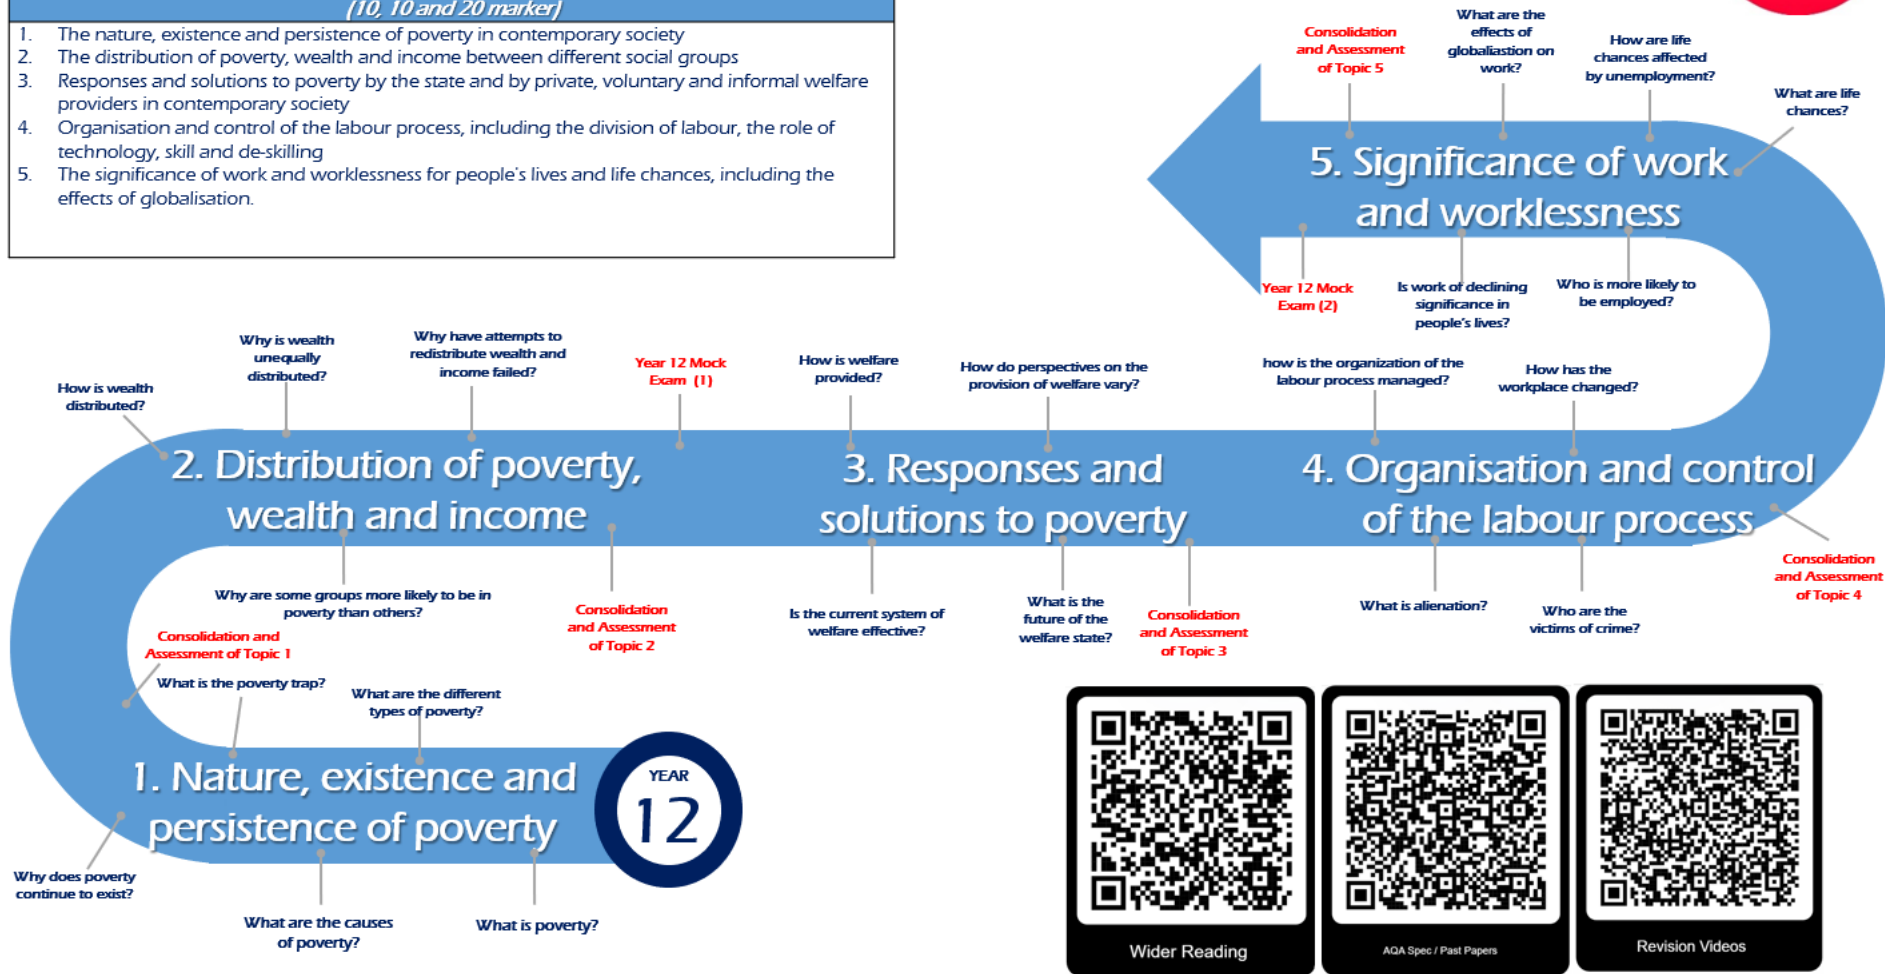 (10, 10 and 20 marker)
1. The nature, existence and persistence of poverty in contemporary society
2. The distribution of poverty, wealth and income between different social groups
3. Responses and solutions to poverty by the state and by private, voluntary and informal welfare
providers in contemporary society
4. Organisation and control of the labour process, including the division of labour, the role of
technology, skill and de-skilling
5. The significance of work and worklessness for people's lives and life chances, including the
effects of globalisation.
Consolidation
and Assessment
of Topic 5
What are the
effects of
globaliastion on
work?
How are life
chances affected
by unemployment?
What are life
chances?
5. Significance of work
and worklessness
Year 12 Mock
Exam (2)
Is work of declining
significance in
people's lives?
Who is more likely to
be employed?
How is wealth
distributed?
Why is wealth
unequally
distributed?
Why have attempts to
redistribute wealth and
income failed?
Year 12 Mock
Exam (1)
How is welfare
provided?
How do perspectives on the
provision of welfare vary?
how is the organization of the
labour process managed?
How has the
workplace changed?
2. Distribution of poverty,
wealth and income
3. Responses and
solutions to poverty
4. Organisation and control
of the labour process
Why are some groups more likely to be in
poverty than others?
Consolidation
and Assessment
of Topic 2
Is the current system of
welfare effective?
What is the
future of the
welfare state?
Consolidation
and Assessment
of Topic 3
What is alienation?
Who are the
victims of crime?
Consolidation
and Assessment
of Topic 4
Consolidation and
Assessment of Topic 1
What is the poverty trap?
What are the different
types of poverty?
1. Nature, existence and
persistence of poverty
YEAR
12
Why does poverty
continue to exist?
What are the causes
of poverty?
What is poverty?
Wider Reading
AQA Spec / Past Papers
Revision Videos